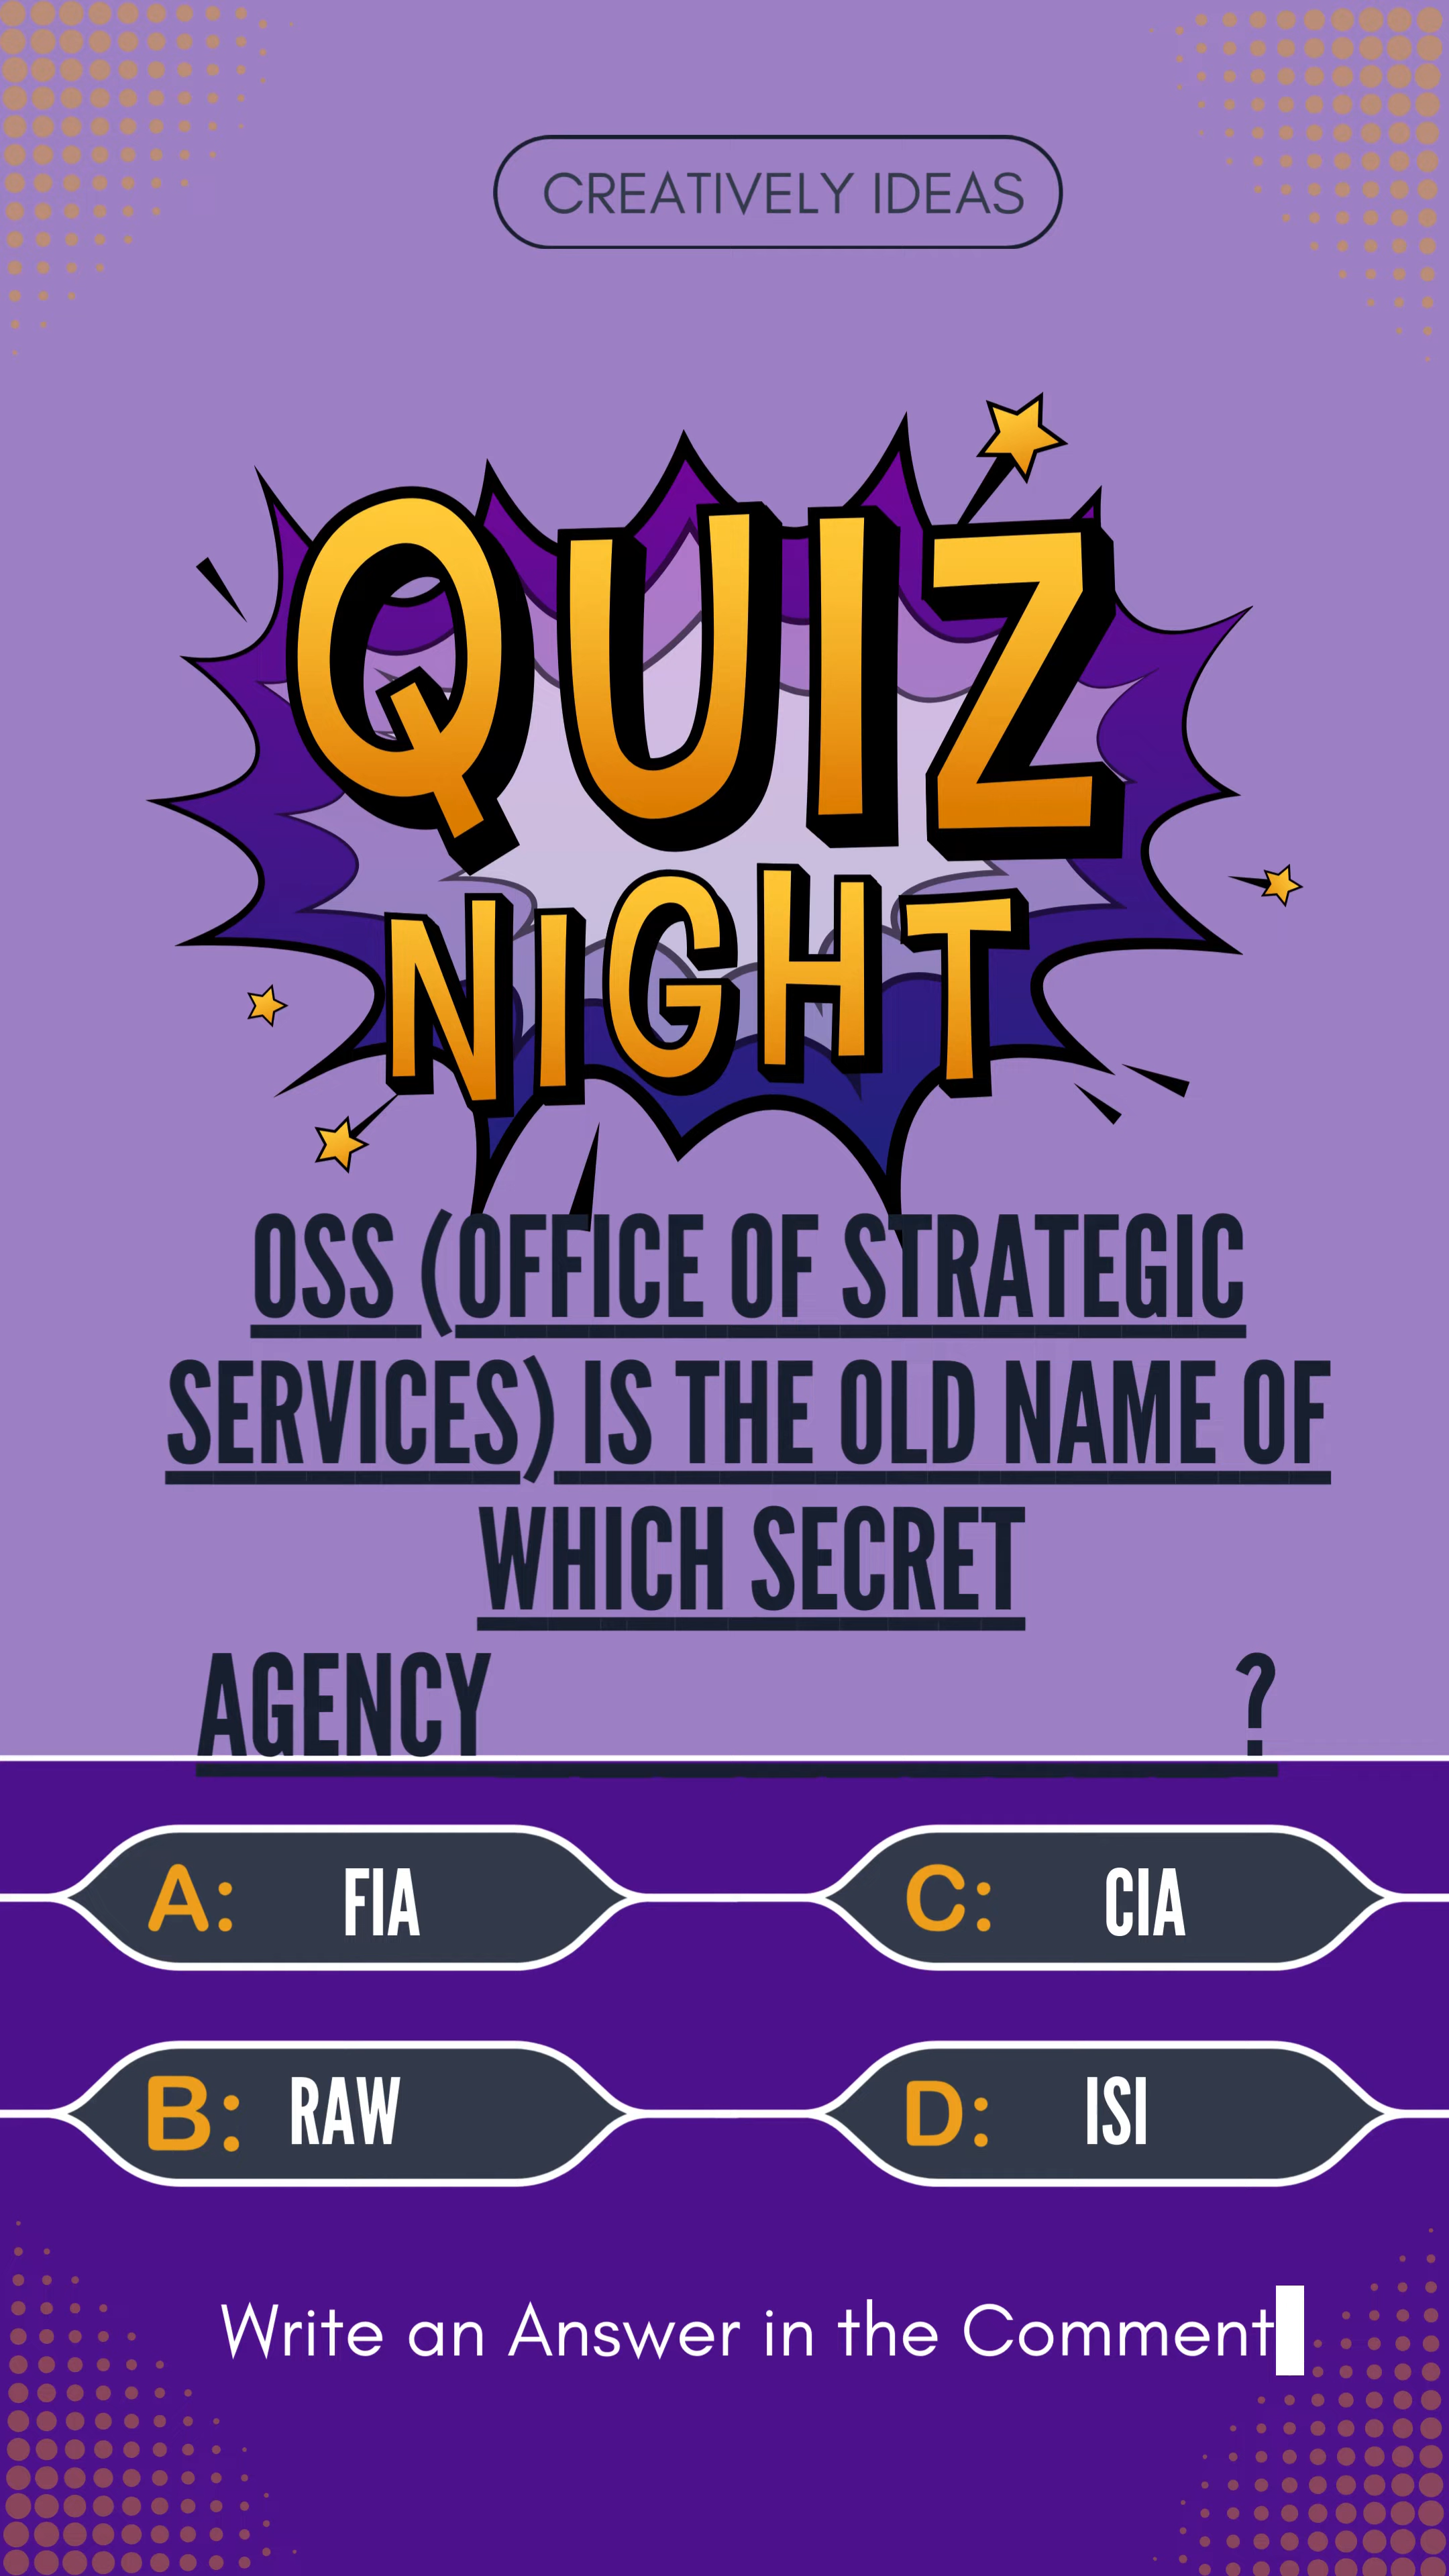 CREATIVELY IDEAS
QUIZ
NIGHT
OSS (OFFICE OF STRATEGIC
SERVICES) IS THE OLD NAME OF
WHICH SECRET
AGENCY ?
A: FIA
C: CIA
B: RAW
D: ISI
Write an Answer in the Comment